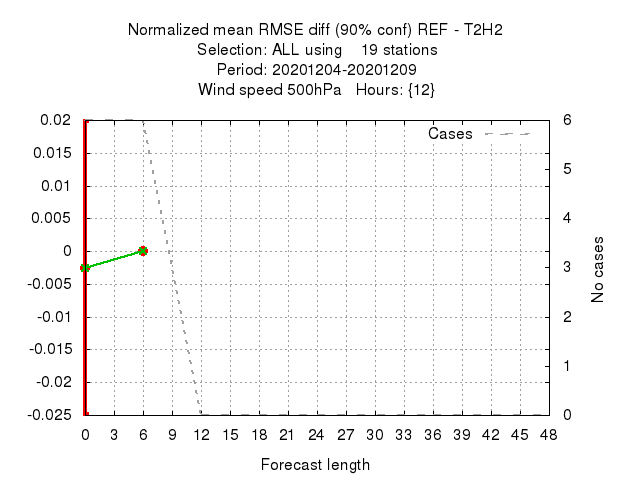 Normalized mean RMSE diff (90% conf) REF - T2H2
Selection: ALL using    19 stations
Period: 20201204-20201209
Wind speed 500hPa   Hours: {12}
Cases
0.02
0.015
0.01
0.005
0
-0.005
-0.01
-0.015
-0.02
-0.025
6
5
4
3
2
1
0
No cases
0 3 6 9 12 15 18 21 24 27 30 33 36 39 42 45 48
Forecast length